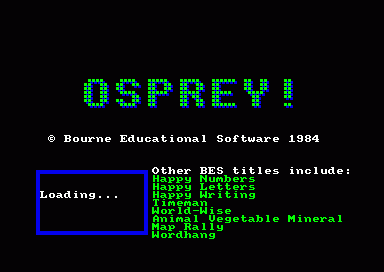 OSPREY!
© Bourne Educational Software 1984
Loading...
Other BES titles include:
Happy Numbers
Happy Letters
Happy Writing
Timeman
World-Wise
Animal Vegetable Mineral
Map Rally
Wordhang